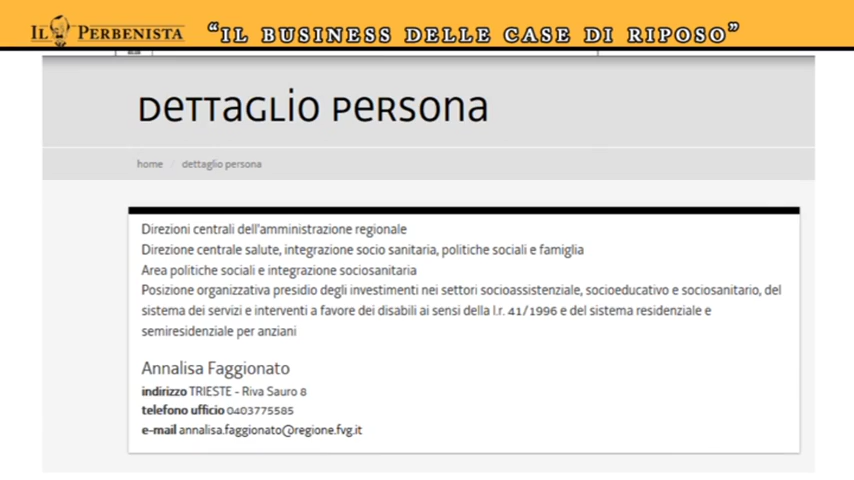 IL PERBENISTA “IL BUSINESS DELLE CASE DI RIPOSO”
Dettaglio persona
home / dettaglio persona
Direzioni centrali dell'amministrazione regionale
Direzione centrale salute, integrazione socio sanitaria, politiche sociali e famiglia
Area politiche sociali e integrazione sociosanitaria
Posizione organizzativa presidio degli investimenti nei settori socioassistenziale, socioeducativo e sociosanitario, del
sistema dei servizi e interventi a favore dei disabili ai sensi della l.r. 41/1996 e del sistema residenziale e
semiresidenziale per anziani
Annalisa Faggionato
indirizzo TRIESTE - Riva Sauro 8
telefono ufficio 0403775585
e-mail annalisa.faggionato@regione.fvg.it